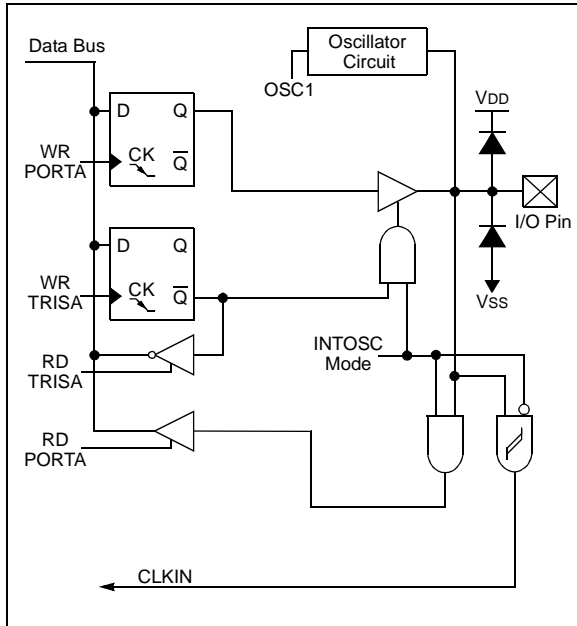 Data Bus
Oscillator
Circuit
OSC1
VDD
D Q
WR
PORTA
CK
Q
I/O Pin
D Q
WR
TRISA
CK
Q
VSS
INTOSC
Mode
RD
TRISA
RD
PORTA
CLKIN